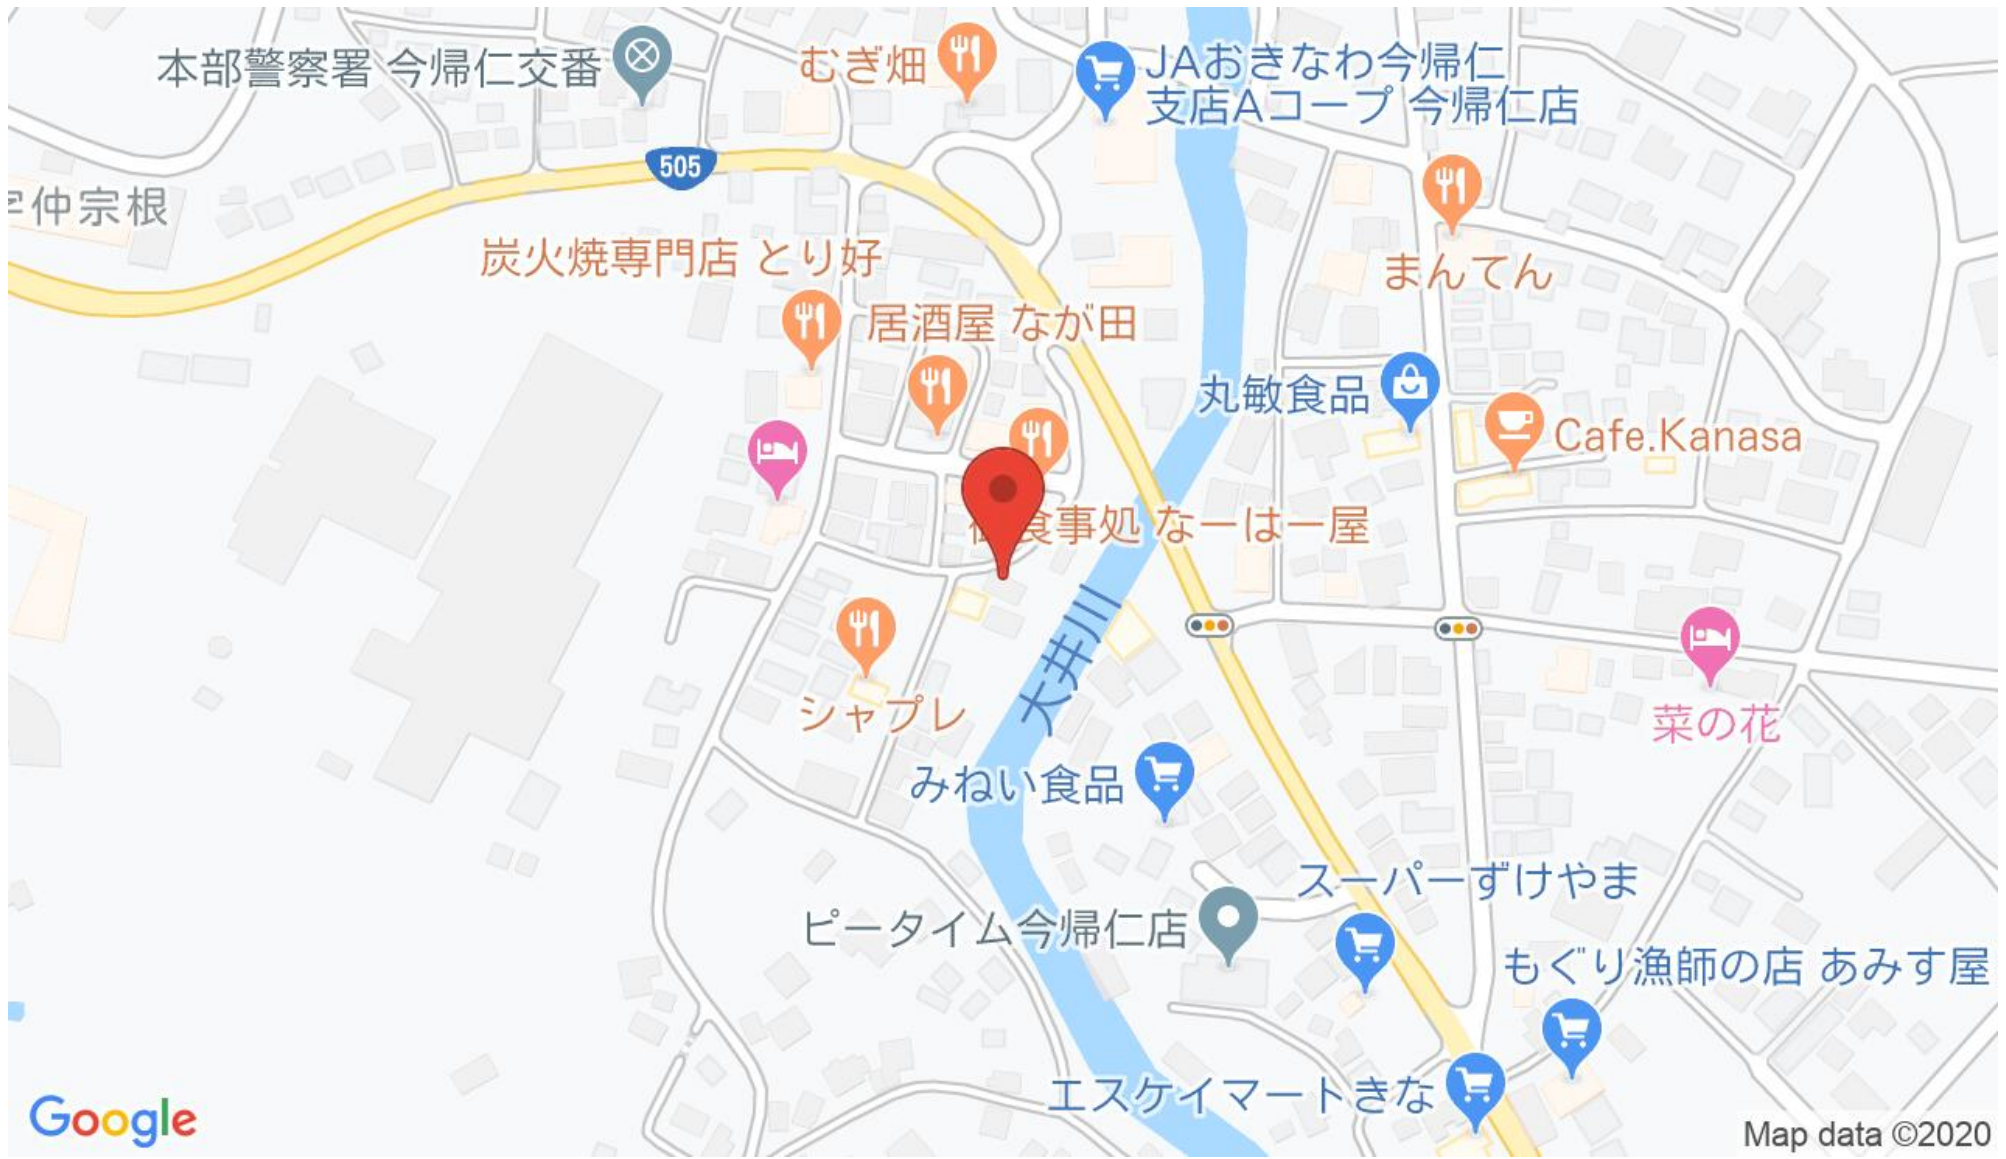 本部警察署 今帰仁交番
むぎ畑
JAおきなわ今帰仁
支店Aコープ 今帰仁店
505
仲宗根
炭火焼専門店 とり好
まんてん
居酒屋 なが田
丸敏食品
Cafe.Kanasa
食事処 なーはー屋
大井川
シャプレ
菜の花
みねい食品
スーパーずけやま
ピータイム今帰仁店
もぐり漁師の店 あみす屋
エスケイマートきな
Google
Map data ©2020